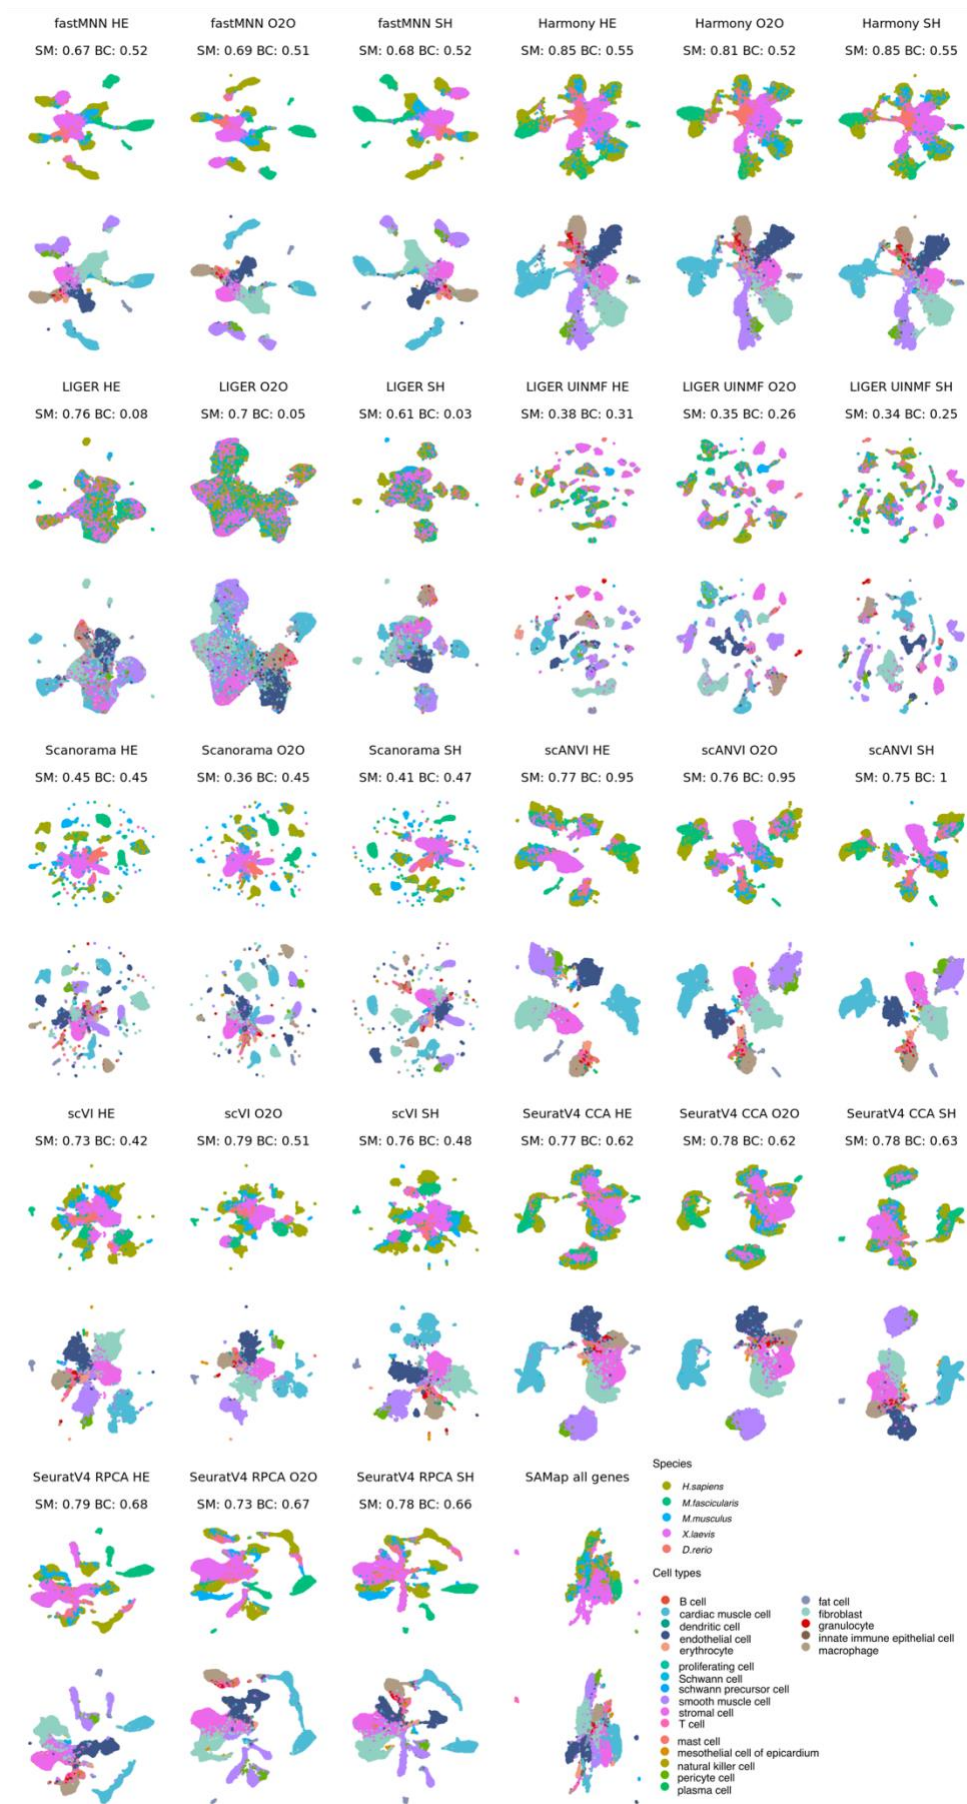 fastMNN HE fastMNN O2O fastMNN SH Harmony HE Harmony O2O Harmony SH
SM: 0.67 BC: 0.52 SM: 0.69 BC: 0.51 SM: 0.68 BC: 0.52 SM: 0.85 BC: 0.55 SM: 0.81 BC: 0.52 SM: 0.85 BC: 0.55
LIGER HE LIGER O2O LIGER SH LIGER UINMF HE LIGER UINMF O2O LIGER UINMF SH
SM: 0.76 BC: 0.08 SM: 0.7 BC: 0.05 SM: 0.61 BC: 0.03 SM: 0.38 BC: 0.31 SM: 0.35 BC: 0.26 SM: 0.34 BC: 0.25
Scanorama HE Scanorama O2O Scanorama SH scANVI HE scANVI O2O scANVI SH
SM: 0.45 BC: 0.45 SM: 0.36 BC: 0.45 SM: 0.41 BC: 0.47 SM: 0.77 BC: 0.95 SM: 0.76 BC: 0.95 SM: 0.75 BC: 1
scVI HE scVI O2O scVI SH SeuratV4 CCA HE SeuratV4 CCA O2O SeuratV4 CCA SH
SM: 0.73 BC: 0.42 SM: 0.79 BC: 0.51 SM: 0.76 BC: 0.48 SM: 0.77 BC: 0.62 SM: 0.78 BC: 0.62 SM: 0.78 BC: 0.63
SeuratV4 RPCA HE SeuratV4 RPCA O2O SeuratV4 RPCA SH SAMap all genes
SM: 0.79 BC: 0.68 SM: 0.73 BC: 0.67 SM: 0.78 BC: 0.66
Species
H.sapiens
M.fascicularis
M.musculus
X.laevis
D.rerio
Cell types
B cell
cardiac muscle cell
dendritic cell
endothelial cell
erythrocyte
proliferating cell
Schwann cell
schwann precursor cell
smooth muscle cell
stromal cell
T cell
mast cell
mesothelial cell of epicardium
natural killer cell
pericyte cell
plasma cell
fat cell
fibroblast
granulocyte
innate immune epithelial cell
macrophage